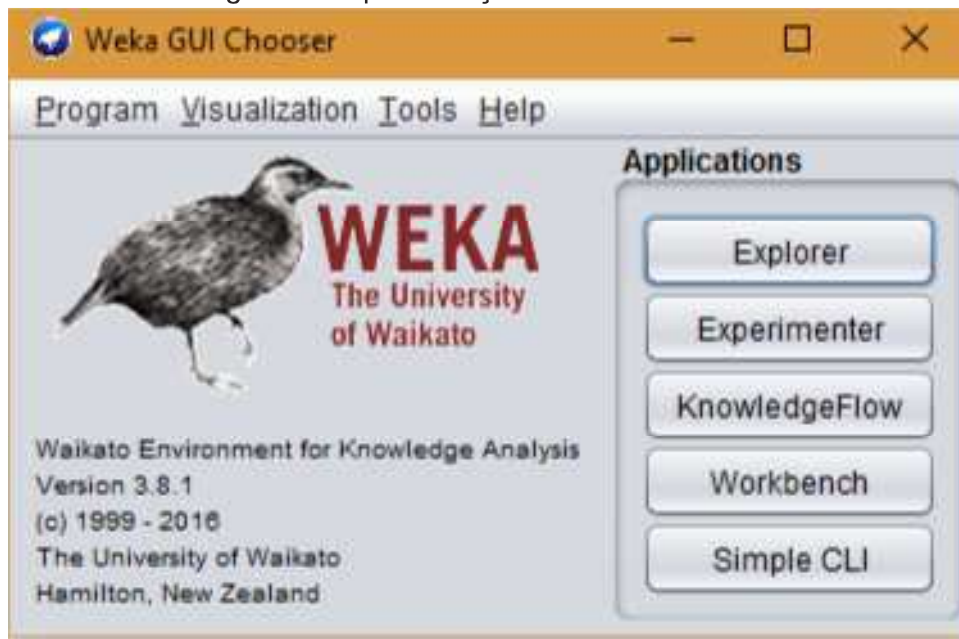 Weka GUI Chooser
Program Visualization Tools Help
WEKA
The University
of Waikato
Waikato Environment for Knowledge Analysis
Version 3.8.1
(c) 1999 - 2016
The University of Waikato
Hamilton, New Zealand
Applications
Explorer
Experimenter
KnowledgeFlow
Workbench
Simple CLI